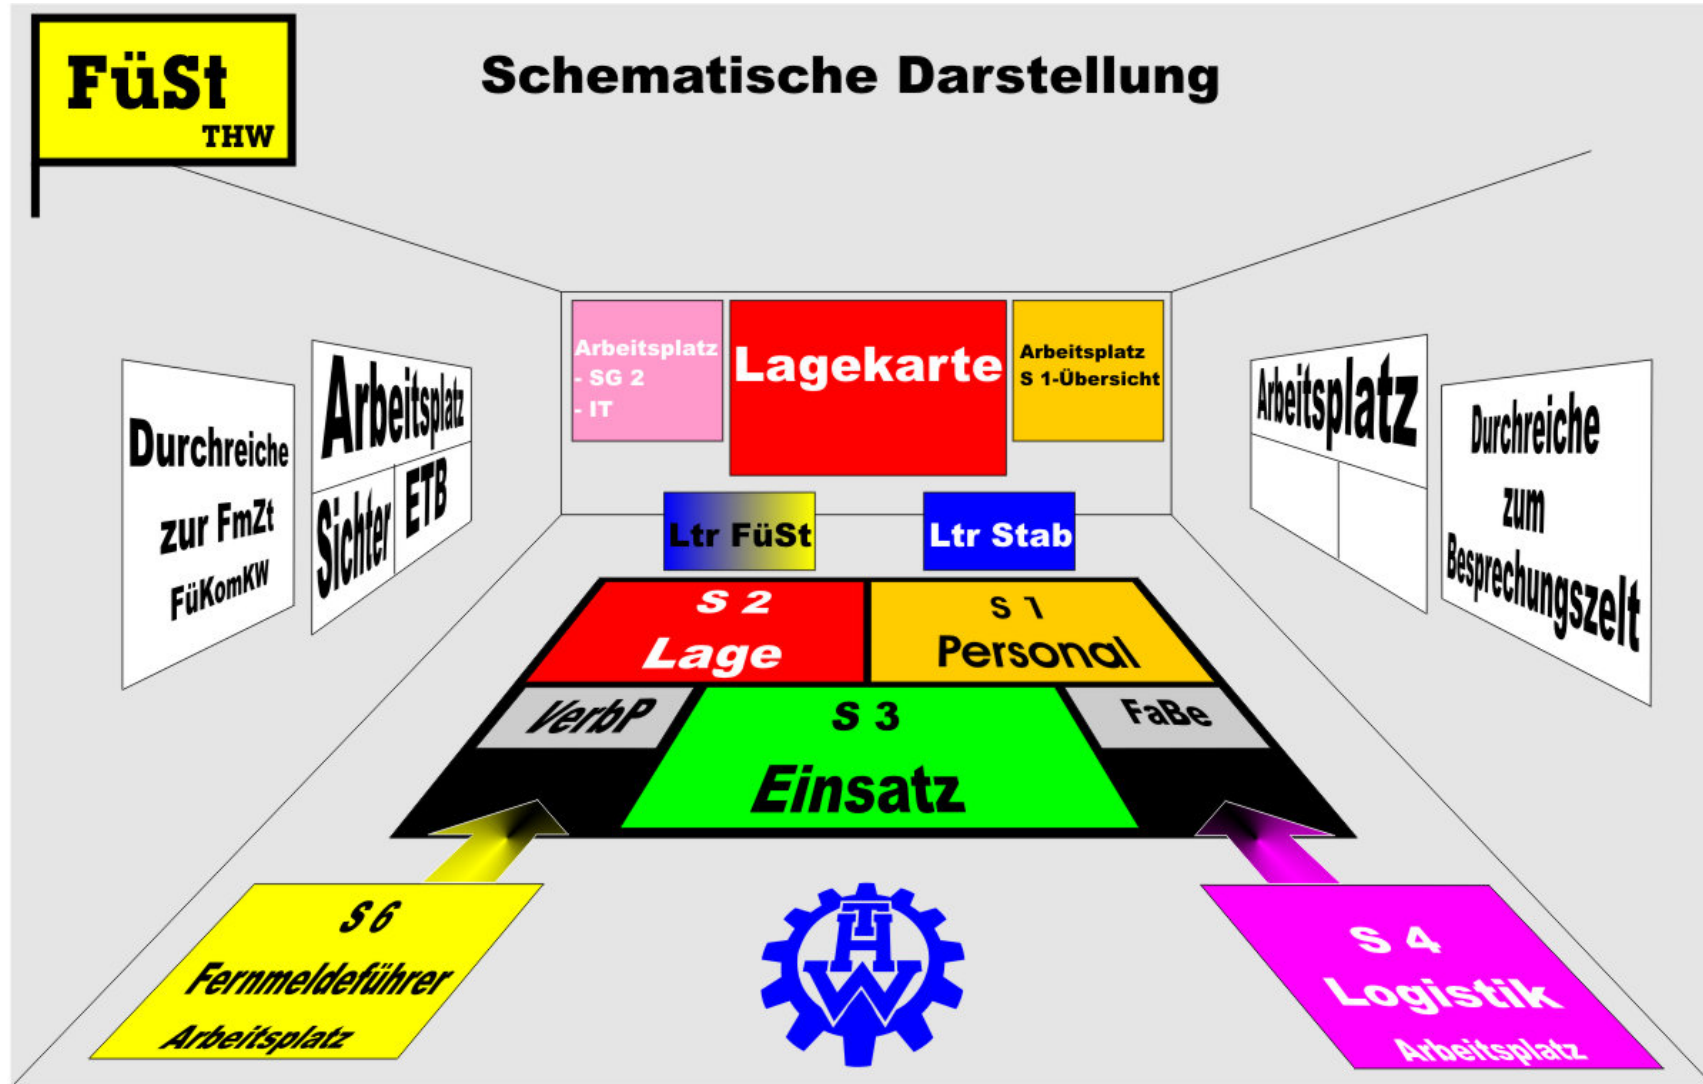 FüSt
THW
Schematische Darstellung
Arbeitsplatz
- SG 2
- IT
Lagekarte
Arbeitsplatz
S 1-Übersicht
Durchreiche
zur FmZt
FüKomKW
Arbeitsplatz
Sichter
ETB
Arbeitsplatz
Durchreiche
zum
Besprechungszelt
Ltr FüSt
Ltr Stab
S 2
Lage
S 1
Personal
VerbP
S 3
Einsatz
FaBe
S 6
Fernmeldeführer
Arbeitsplatz
THW
S 4
Logistik
Arbeitsplatz